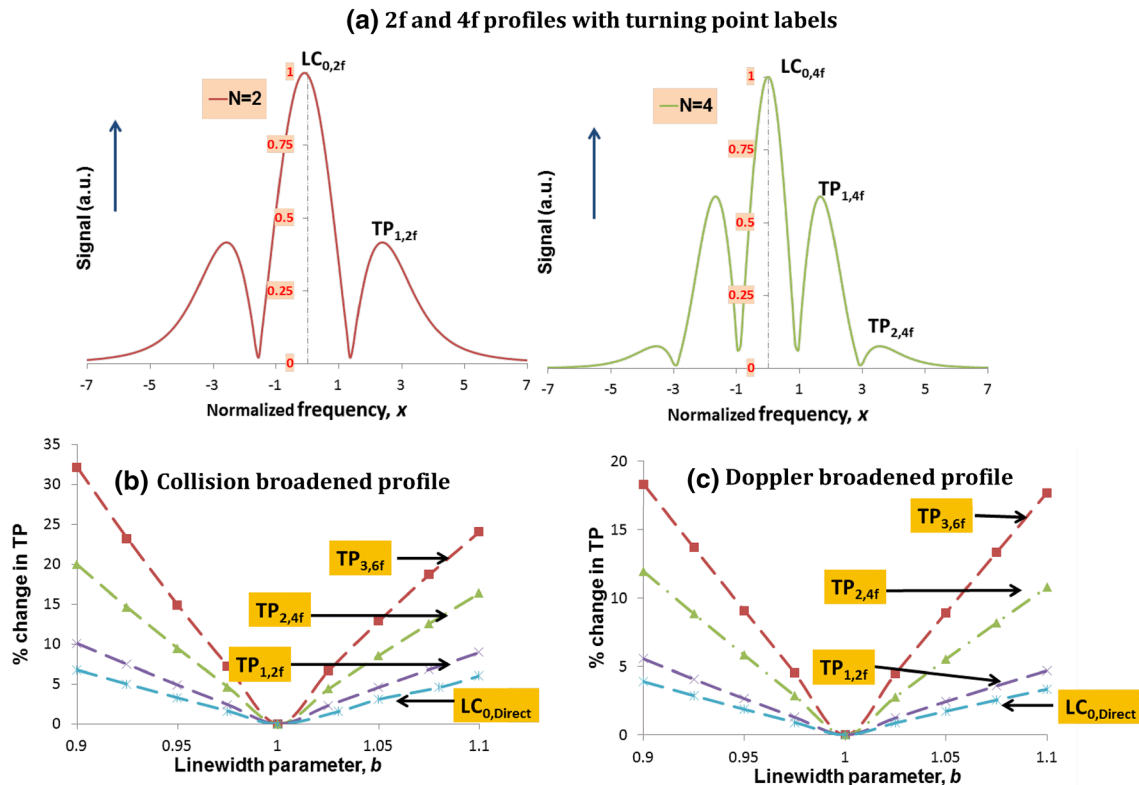 (a) 2f and 4f profiles with turning point labels
LC0,2f
N=2
TP1,2f
Signal (a.u.)
1
0.75
0.5
0.25
0
-7 -5 -3 -1 1 3 5 7
Normalized frequency, x
LC0,4f
N=4
TP1,4f
TP2,4f
Signal (a.u.)
1
0.75
0.5
0.25
0
-7 -5 -3 -1 1 3 5 7
Normalized frequency, x
(b) Collision broadened profile
% change in TP
35
30
25
20
15
10
5
0
TP3,6f
TP2,4f
TP1,2f
LC0,Direct
0.9 0.95 1 1.05 1.1
Linewidth parameter, b
(c) Doppler broadened profile
% change in TP
20
15
10
5
0
TP3,6f
TP2,4f
TP1,2f
LC0,Direct
0.9 0.95 1 1.05 1.1
Linewidth parameter, b